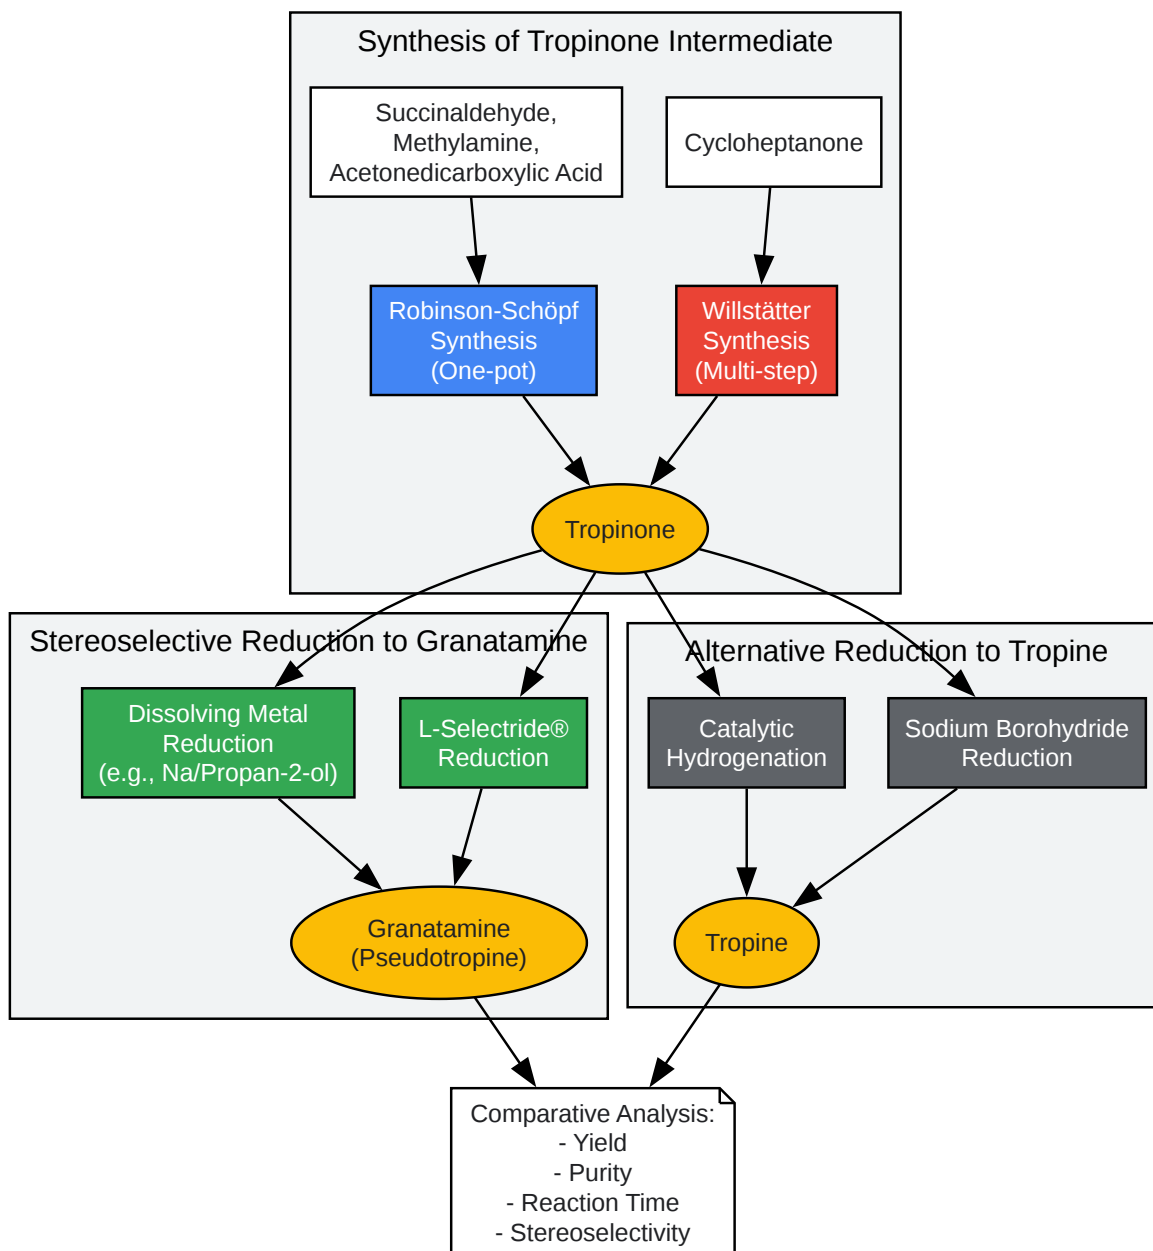 Synthesis of Tropinone Intermediate
Succinaldehyde,
Methylamine,
Acetonedicarboxylic Acid
Cycloheptanone
Robinson-Schöpf
Synthesis
(One-pot)
Willstätter
Synthesis
(Multi-step)
Tropinone
Stereoselective Reduction to Granatamine
Dissolving Metal
Reduction
(e.g., Na/Propan-2-ol)
L-Selectride®
Reduction
Granatamine
(Pseudotropine)
Alternative Reduction to Tropine
Catalytic
Hydrogenation
Sodium Borohydride
Reduction
Tropine
Comparative Analysis:
- Yield
- Purity
- Reaction Time
- Stereoselectivity